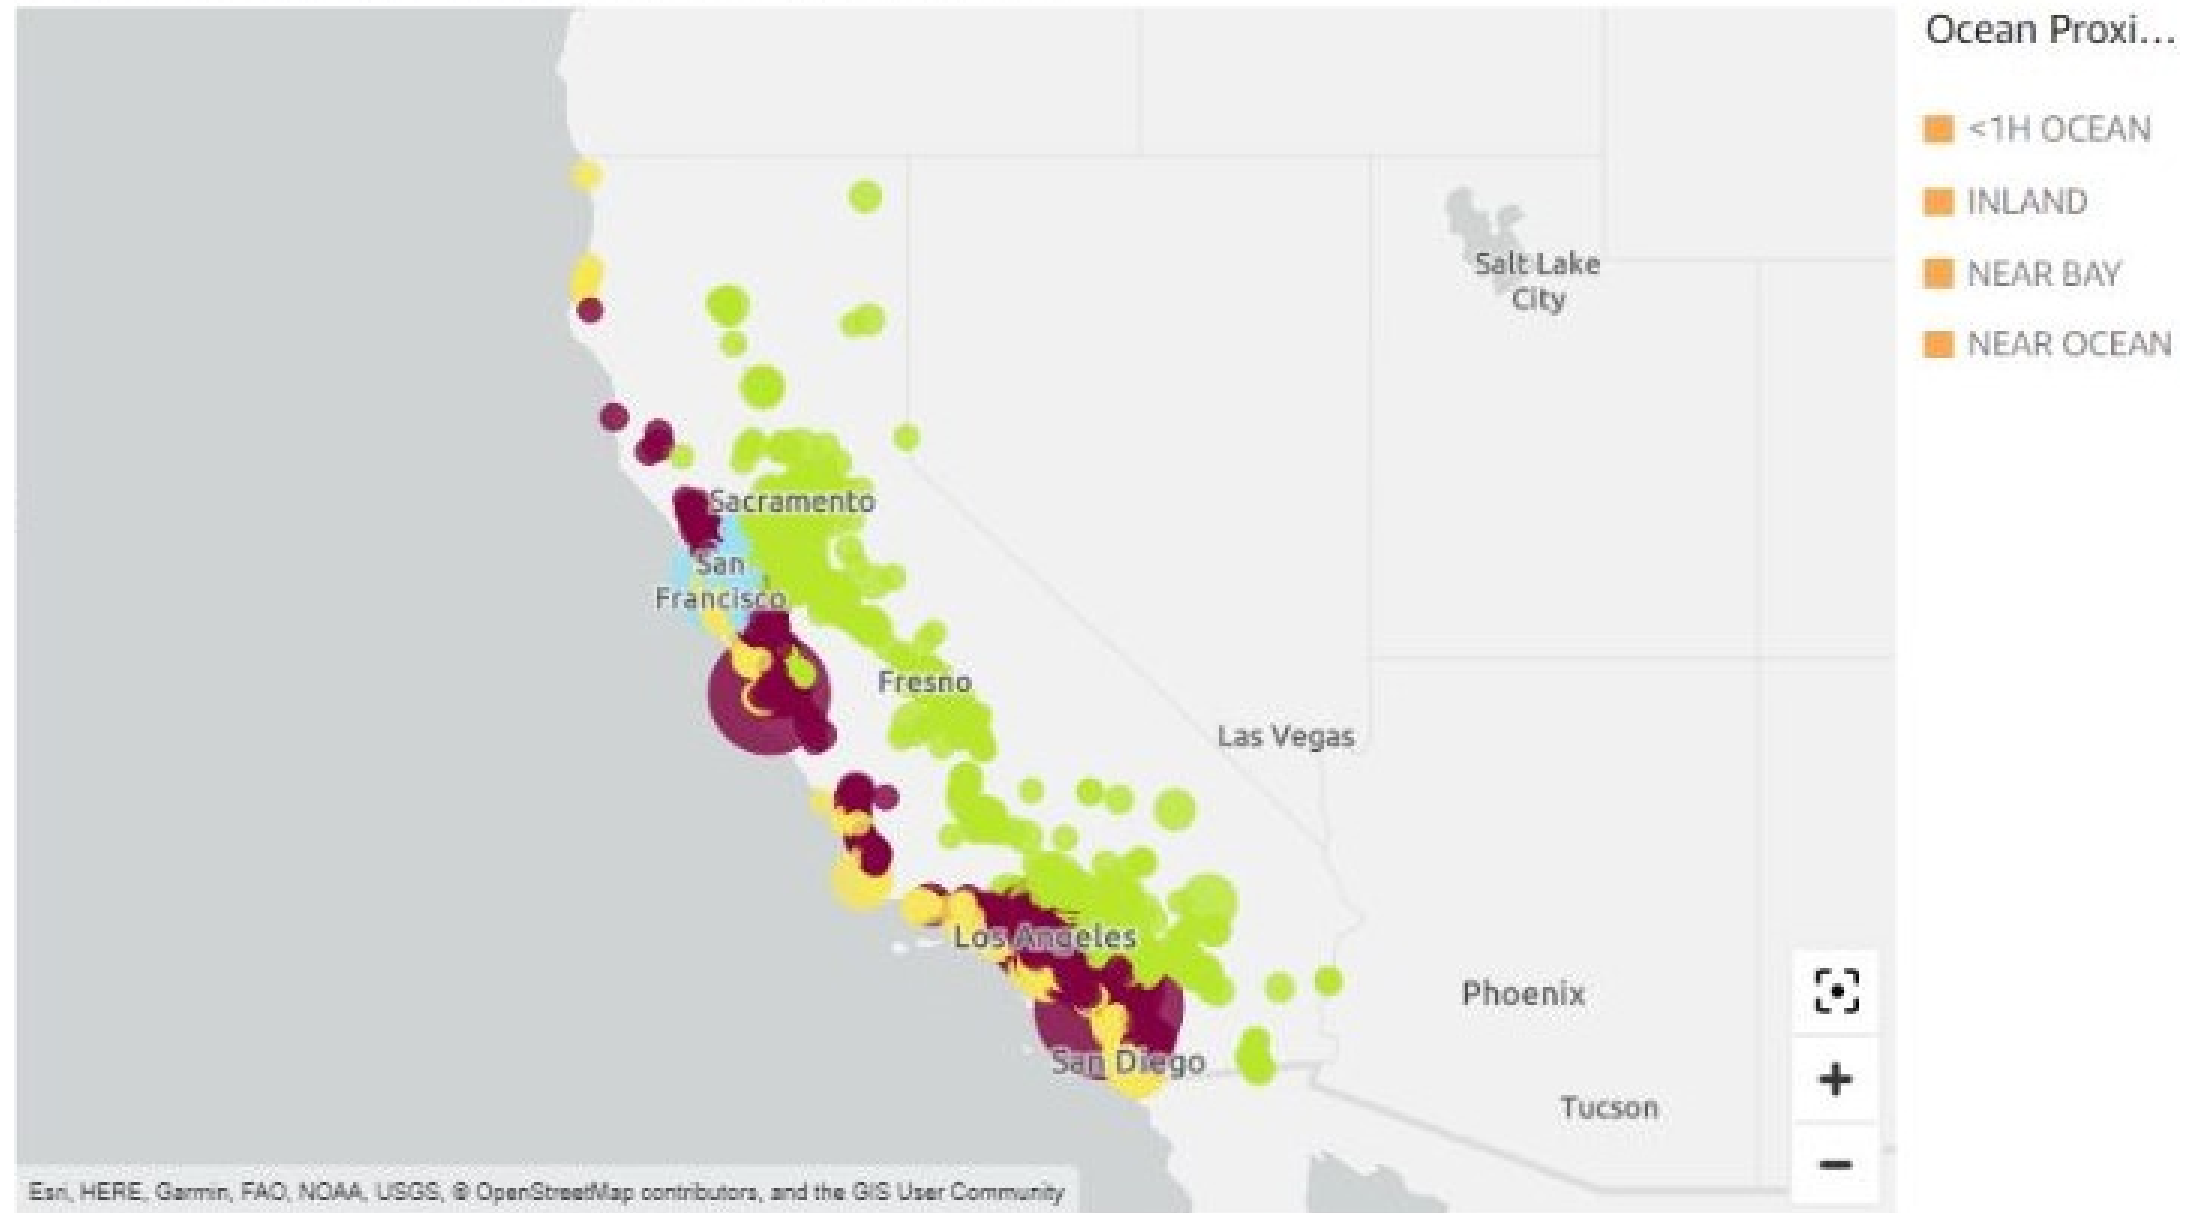 Ocean Proxi...
<1H OCEAN
INLAND
NEAR BAY
NEAR OCEAN
Salt Lake
City
Sacramento
San
Francisco
Fresno
Las Vegas
Los Angeles
Phoenix
San Diego
Tucson
+
−
Esri, HERE, Garmin, FAO, NOAA, USGS, © OpenStreetMap contributors, and the GIS User Community